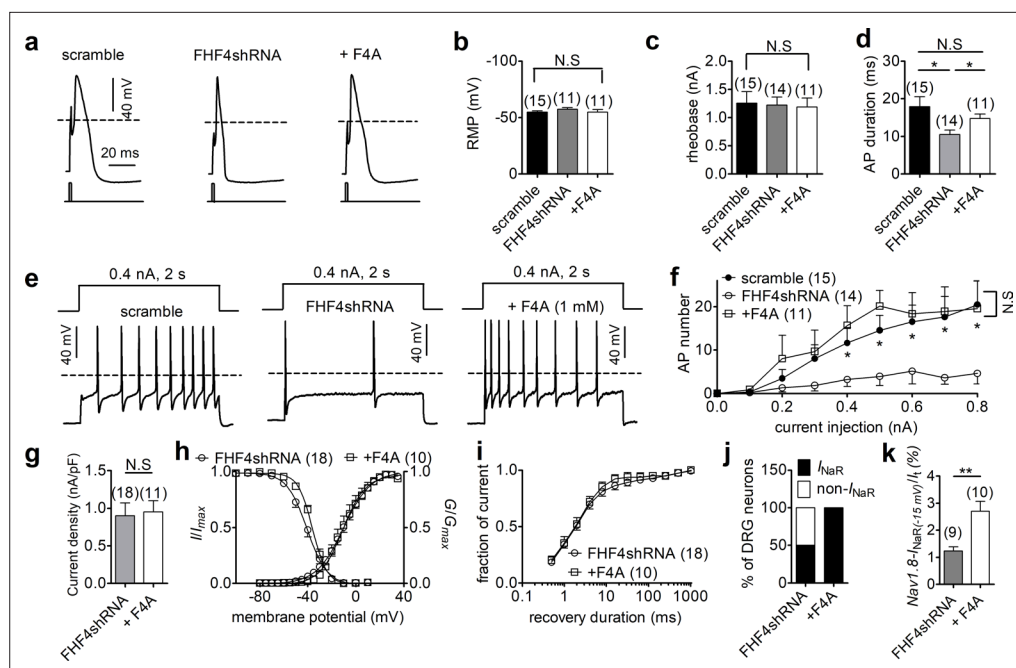 a
scramble
FHF4shRNA
+ F4A
40 mV
20 ms
b
RMP (mV)
-100
-50
0
N.S
(15) (11) (11)
scramble
FHF4shRNA
+F4A
c
rheobase (nA)
2.0
1.5
1.0
0.5
0.0
N.S
(15) (14) (11)
scramble
FHF4shRNA
+F4A
d
AP duration (ms)
30
20
10
0
N.S
* *
(15)
(14)
(11)
scramble
FHF4shRNA
+F4A
e
0.4 nA, 2 s
scramble
40 mV
0.4 nA, 2 s
FHF4shRNA
40 mV
0.4 nA, 2 s
+ F4A (1 mM)
40 mV
f
scramble (15)
FHF4shRNA (14)
+F4A (11)
N.S
AP number
20
10
0
* * * * *
0.0 0.2 0.4 0.6 0.8
current injection (nA)
g
Current density (nA/pF)
1.5
1.0
0.5
0.0
N.S
(18) (11)
FHF4shRNA
+ F4A
h
FHF4shRNA (18)
+F4A (10)
I/Imax
1.0
0.5
0.0
G/Gmax
1.0
0.5
0.0
-80 -40 0 40
membrane potential (mV)
i
fraction of current
1.0
0.5
0.0
FHF4shRNA (18)
+F4A (10)
0.1 1 10 100 1000
recovery duration (ms)
j
INaR
non-INaR
% of DRG neurons
100
50
0
FHF4shRNA
+F4A
k
Nav1.8-INaR(-15 mV)/It (%)
4
3
2
1
0
**
(9)
(10)
FHF4shRNA
+ F4A